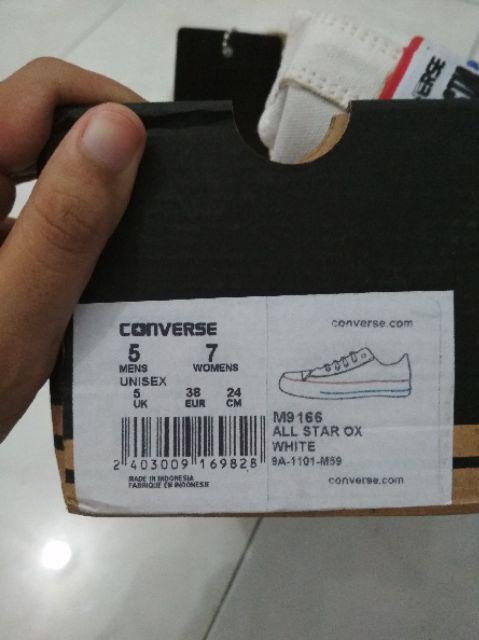 CONVERSE
5 7
MENS WOMENS
UNISEX
5 38 24
UK EUR CM
2 403009 169828
MADE IN INDONESIA
FABRIQUE EN INDONESIE
converse.com
M9166
ALL STAR OX
WHITE
9A-1101-M59
converse.com